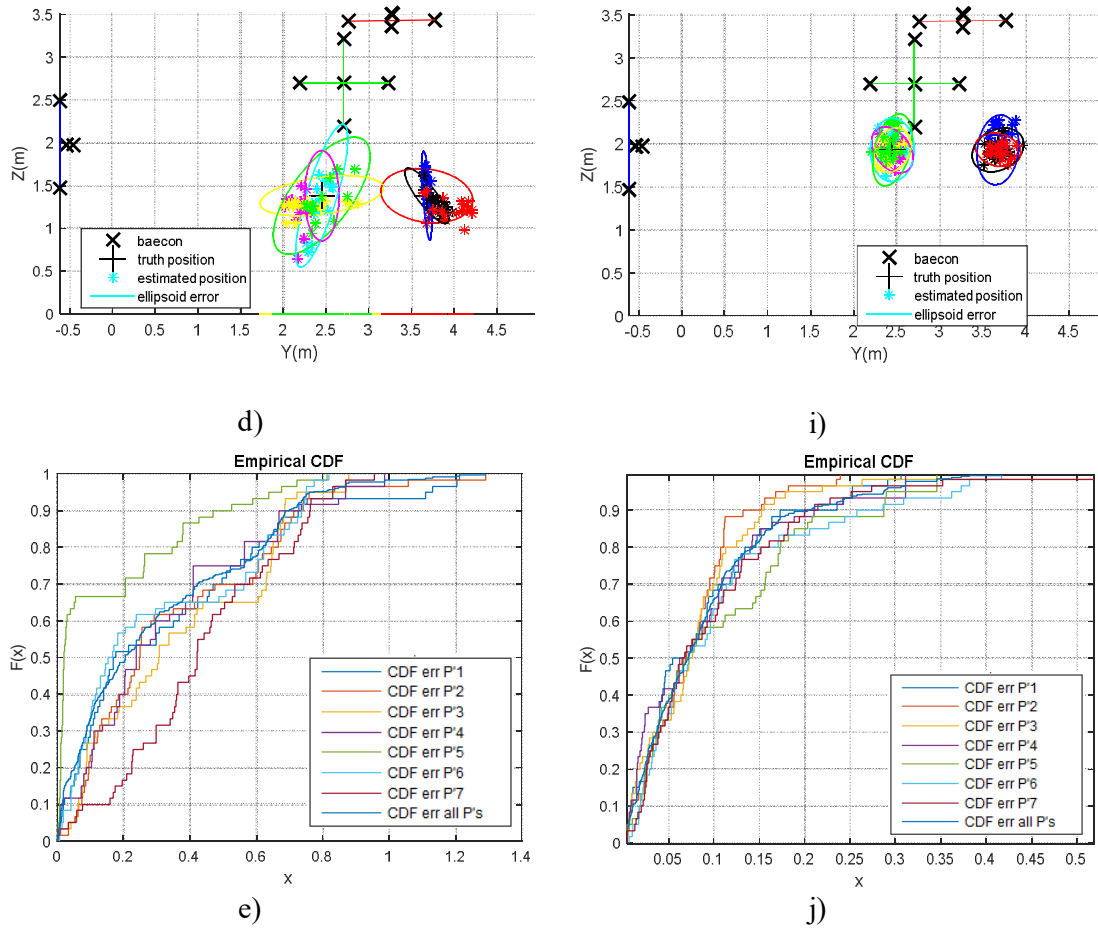 3.5
3
2.5
2
1.5
1
0.5
0
Z(m)
-0.5 0 0.5 1 1.5 2 2.5 3 3.5 4 4.5
Y(m)
baecon
truth position
estimated position
ellipsoid error
d)
3.5
3
2.5
2
1.5
1
0.5
0
Z(m)
-0.5 0 0.5 1 1.5 2 2.5 3 3.5 4 4.5
Y(m)
baecon
truth position
estimated position
ellipsoid error
i)
Empirical CDF
1
0.9
0.8
0.7
0.6
0.5
0.4
0.3
0.2
0.1
0
F(x)
0 0.2 0.4 0.6 0.8 1 1.2 1.4
x
CDF err P'1
CDF err P'2
CDF err P'3
CDF err P'4
CDF err P'5
CDF err P'6
CDF err P'7
CDF err all P's
e)
Empirical CDF
1
0.9
0.8
0.7
0.6
0.5
0.4
0.3
0.2
0.1
0
F(x)
0.05 0.1 0.15 0.2 0.25 0.3 0.35 0.4 0.45 0.5
x
CDF err P'1
CDF err P'2
CDF err P'3
CDF err P'4
CDF err P'5
CDF err P'6
CDF err P'7
CDF err all P's
j)